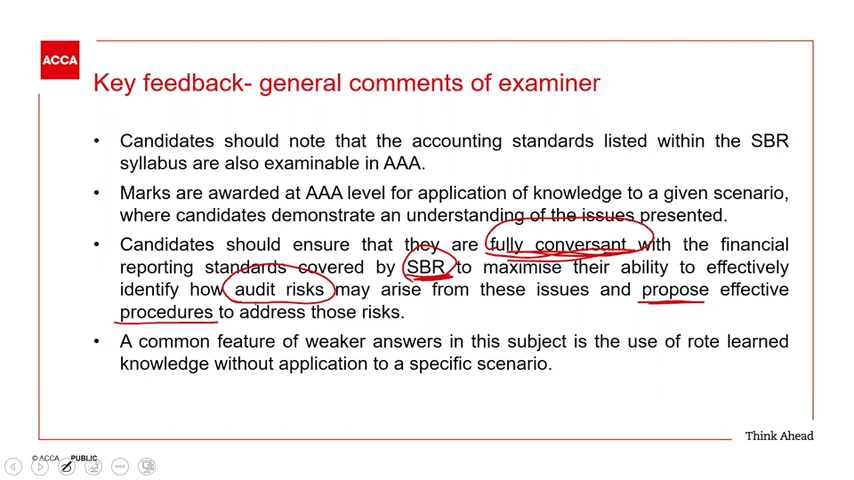 ACCA
Key feedback- general comments of examiner
• Candidates should note that the accounting standards listed within the SBR
syllabus are also examinable in AAA.
• Marks are awarded at AAA level for application of knowledge to a given scenario,
where candidates demonstrate an understanding of the issues presented.
• Candidates should ensure that they are fully conversant with the financial
reporting standards covered by SBR to maximise their ability to effectively
identify how audit risks may arise from these issues and propose effective
procedures to address those risks.
• A common feature of weaker answers in this subject is the use of rote learned
knowledge without application to a specific scenario.
Think Ahead
© ACCA PUBLIC